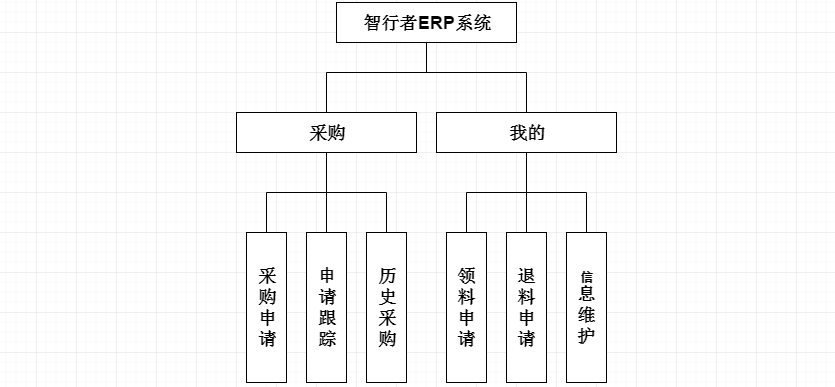 智行者ERP系统
采购
我的
采购申请
申请跟踪
历史采购
领料申请
退料申请
信息维护